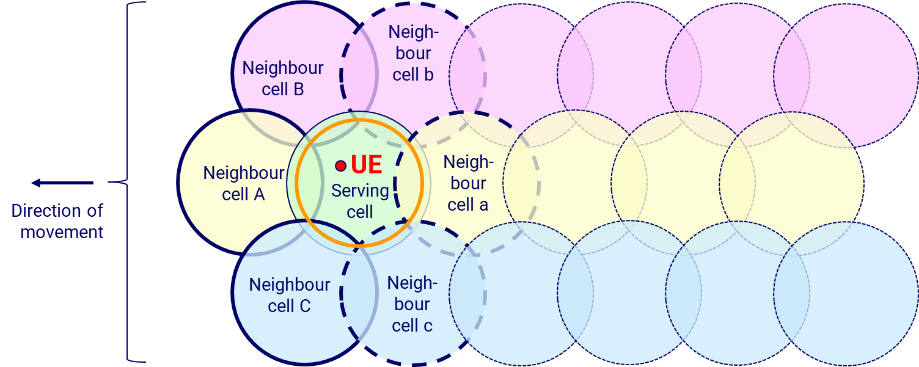 Neighbour
cell B
Neigh-
bour
cell b
Neighbour
cell A
UE
Serving
cell
Neigh-
bour
cell a
Direction of
movement
Neighbour
cell C
Neigh-
bour
cell c